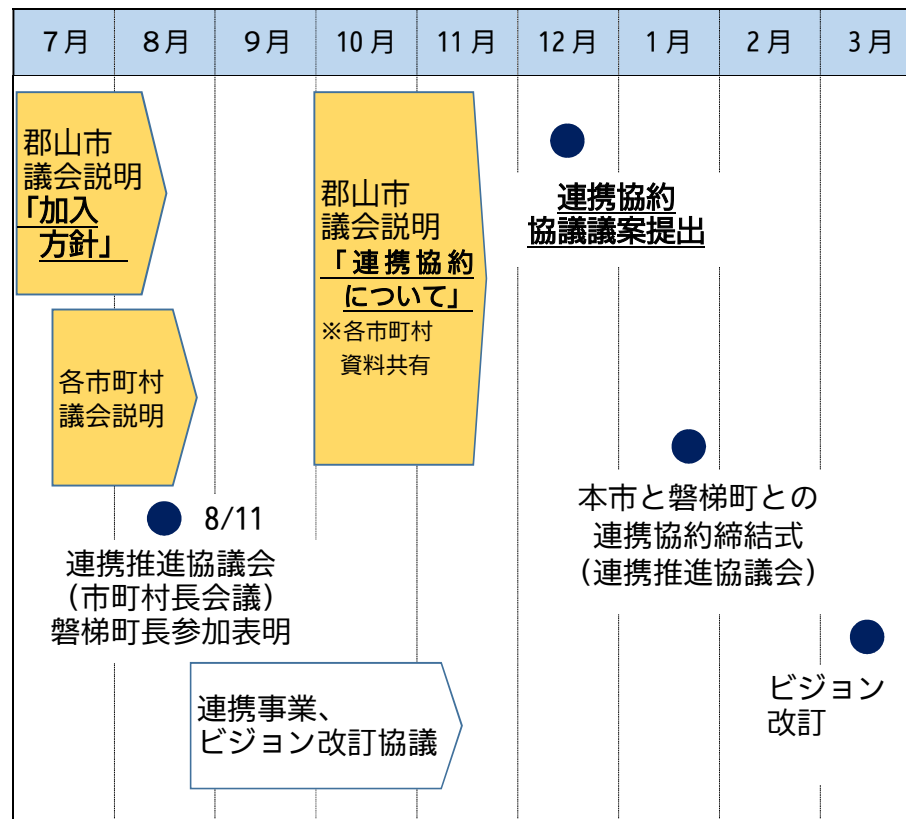 7月 8月 9月 10月 11月 12月 1月 2月 3月
郡山市
議会説明
「加入
方針」
各市町村
議会説明
8/11
連携推進協議会
（市町村長会議）
磐梯町長参加表明
連携事業、
ビジョン改訂協議
郡山市
議会説明
「連携協約
について」
※各市町村
資料共有
連携協約
協議議案提出
本市と磐梯町との
連携協約締結式
（連携推進協議会）
ビジョン
改訂